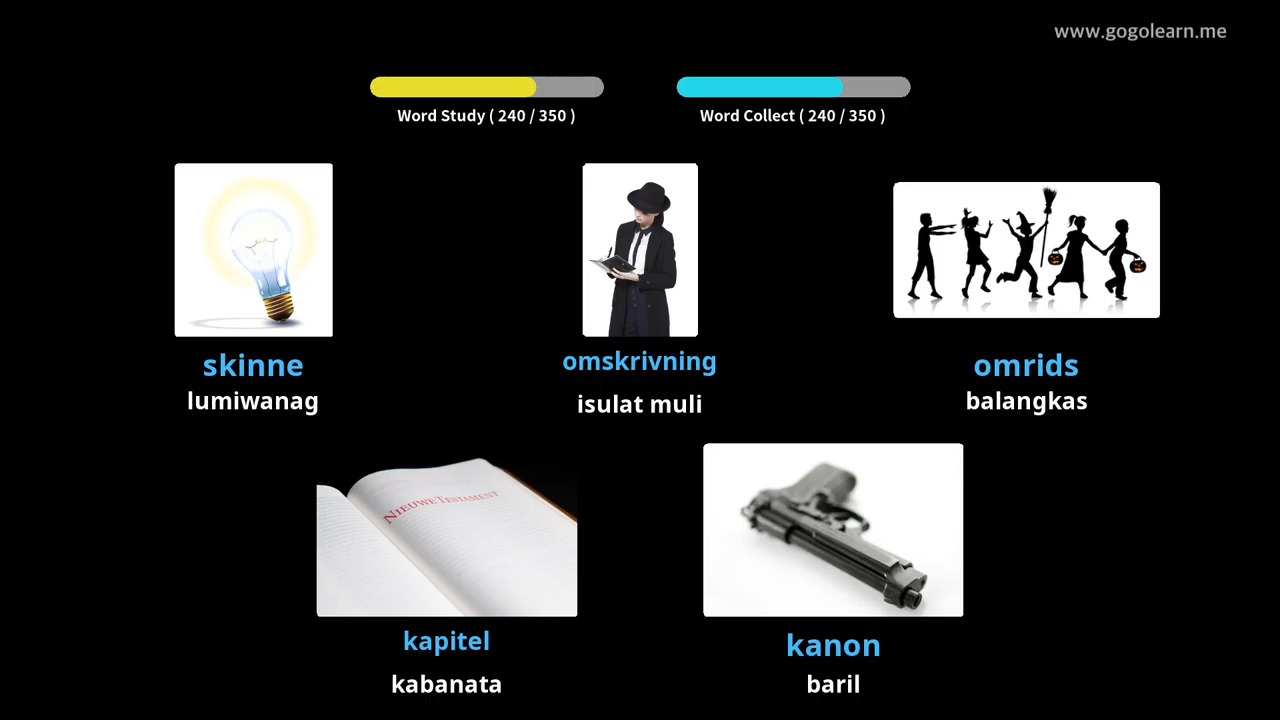 www.gogolearn.me
Word Study ( 240 / 350 )
Word Collect ( 240 / 350 )
skinne
lumiwanag
omskrivning
isulat muli
omrids
balangkas
NIEUWE TESTAMENT
kapitel
kabanata
kanon
baril